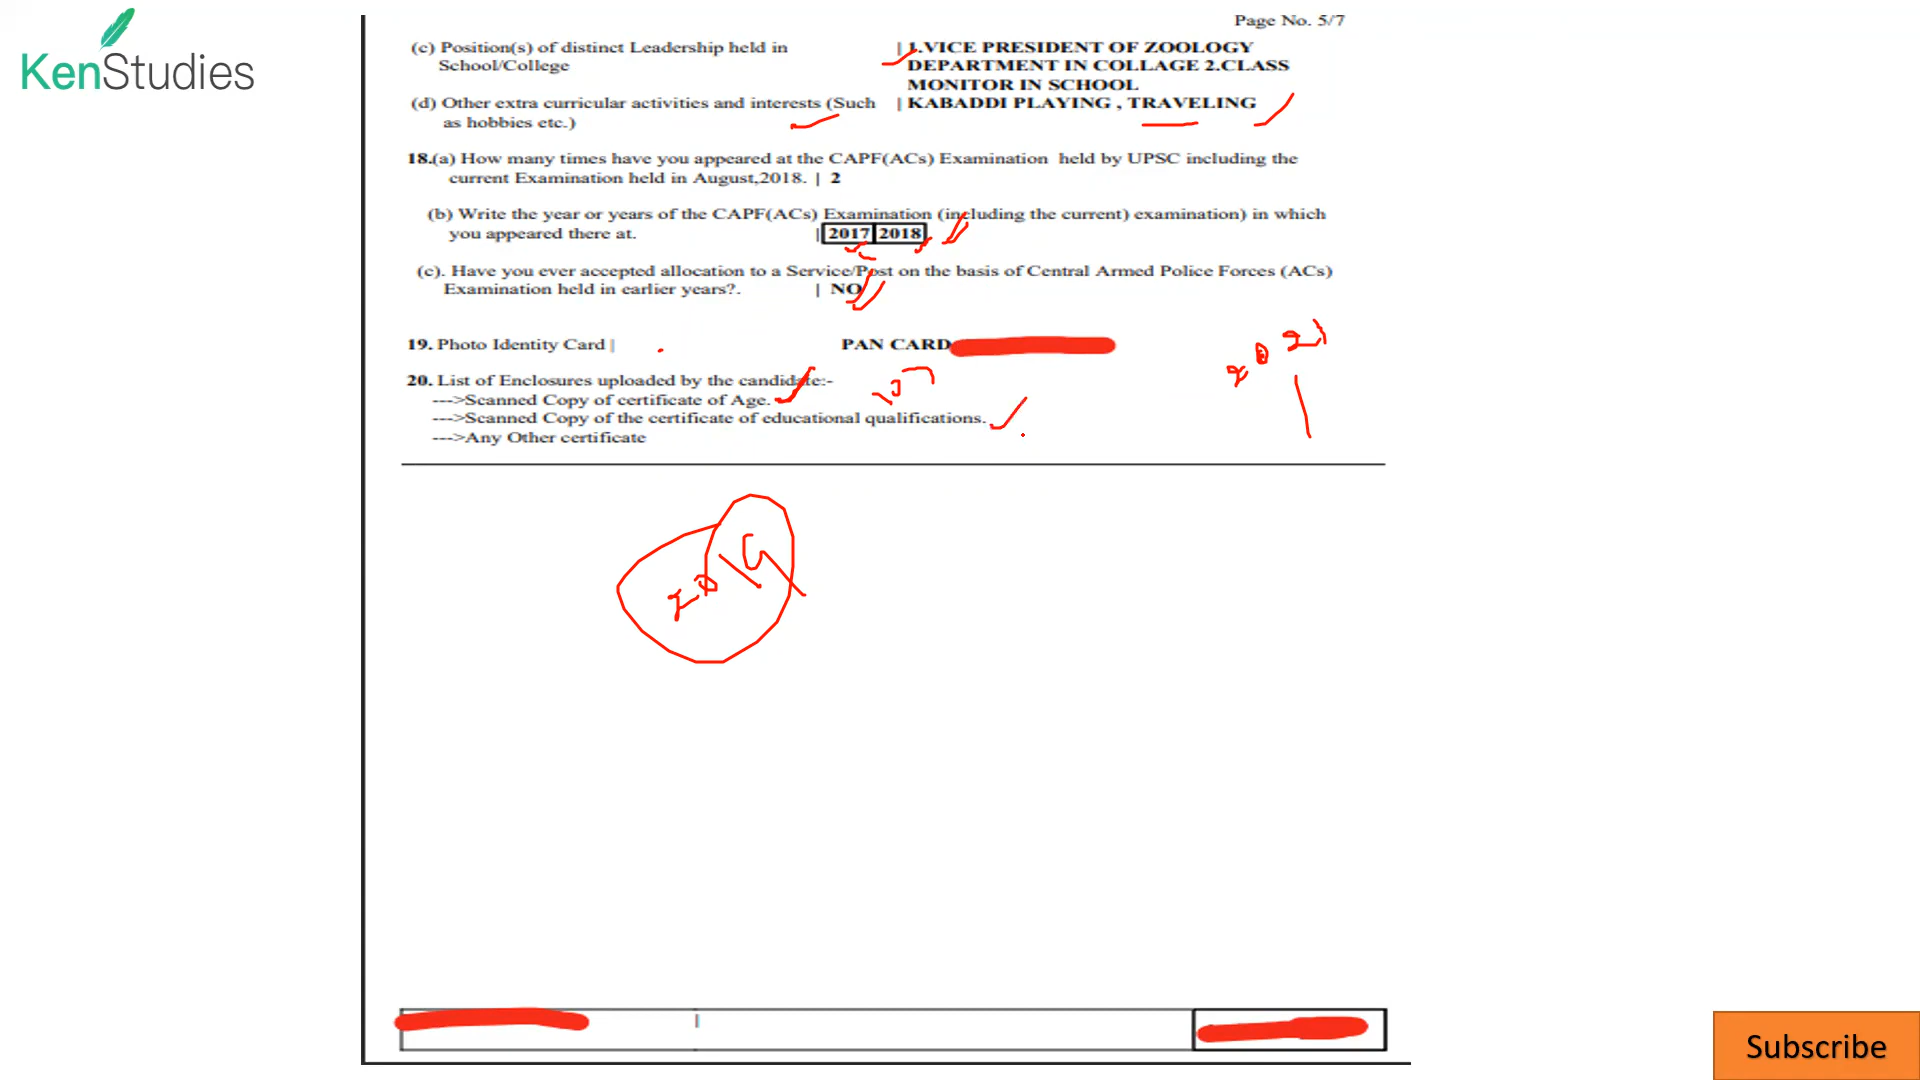 KenStudies
Page No. 5/7
(c) Position(s) of distinct Leadership held in | 1.VICE PRESIDENT OF ZOOLOGY
School/College DEPARTMENT IN COLLAGE 2.CLASS
MONITOR IN SCHOOL
(d) Other extra curricular activities and interests (Such | KABADDI PLAYING , TRAVELING
as hobbies etc.)
18.(a) How many times have you appeared at the CAPF(ACs) Examination held by UPSC including the
current Examination held in August,2018. | 2
(b) Write the year or years of the CAPF(ACs) Examination (including the current) examination) in which
you appeared there at. | 2017 2018
(c). Have you ever accepted allocation to a Service/Post on the basis of Central Armed Police Forces (ACs)
Examination held in earlier years?. | NO
2021
19. Photo Identity Card | PAN CARD
20. List of Enclosures uploaded by the candidate:-
--->Scanned Copy of certificate of Age.
--->Scanned Copy of the certificate of educational qualifications.
--->Any Other certificate
2019
Subscribe